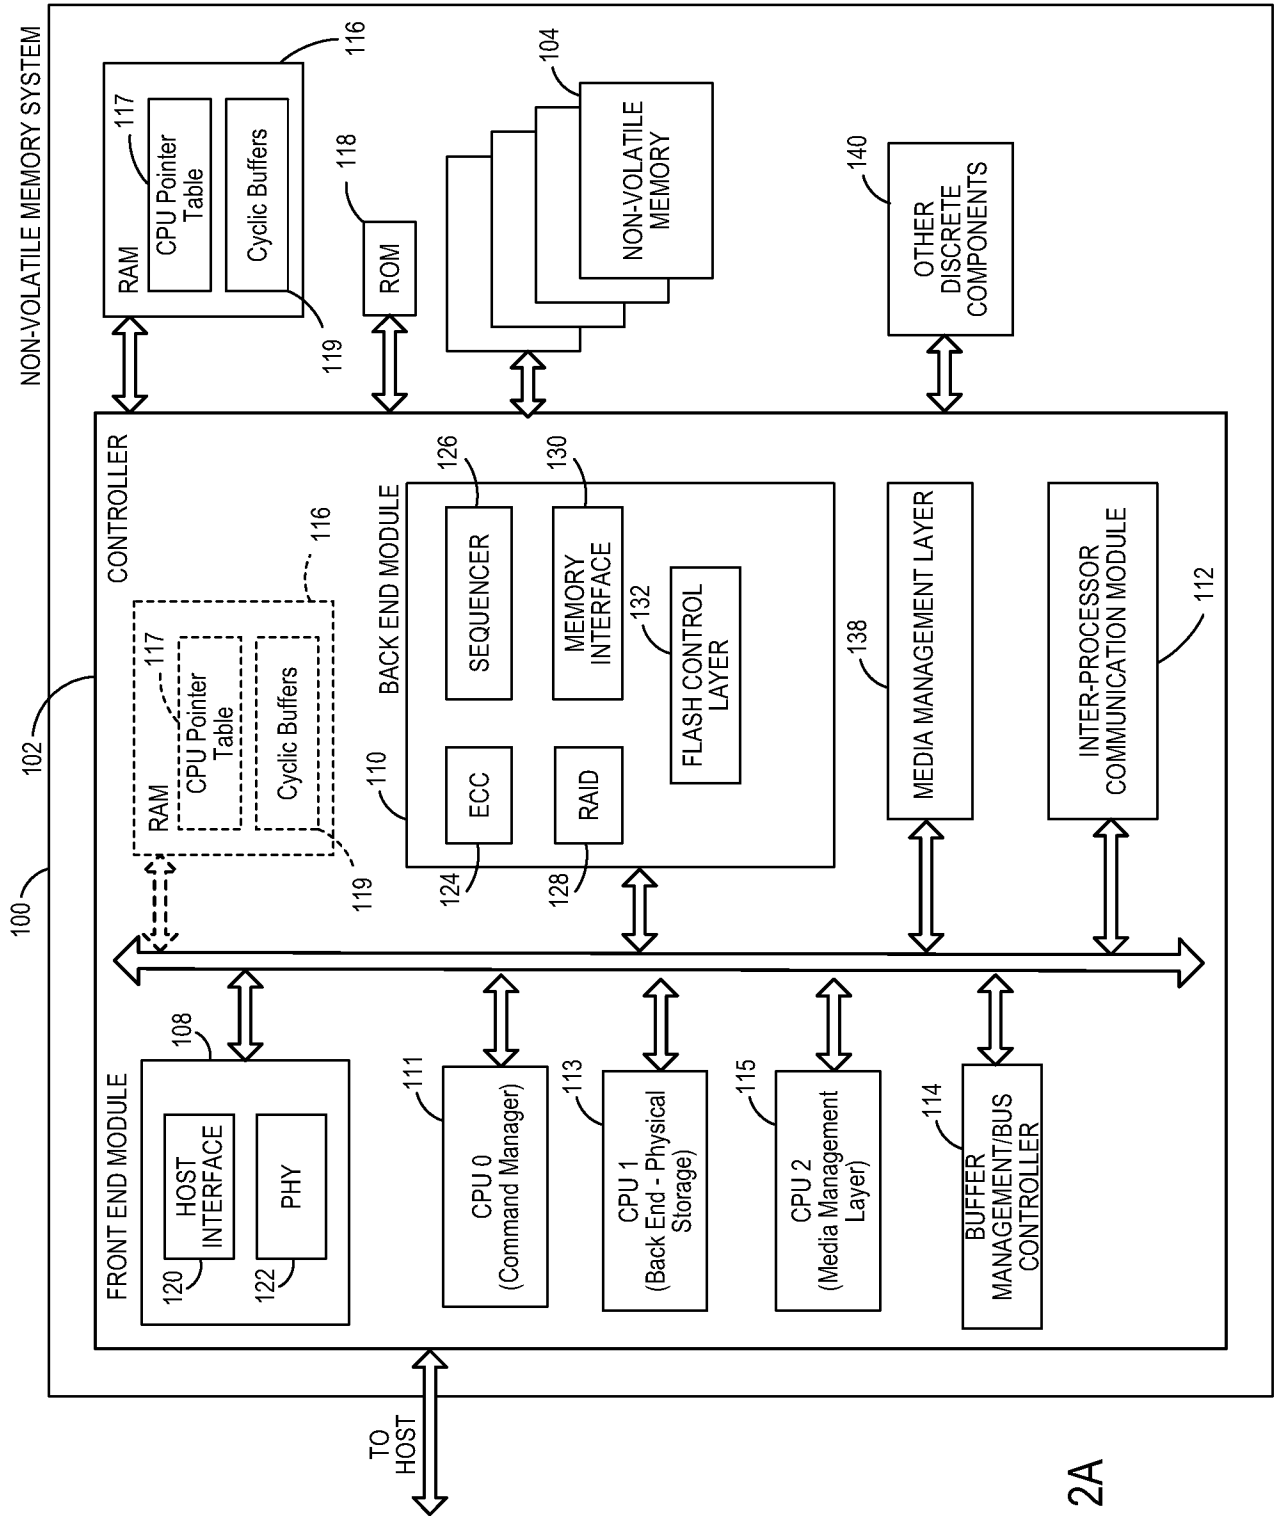 NON-VOLATILE MEMORY SYSTEM
100
102
CONTROLLER
TO
HOST
FRONT END MODULE
108
HOST
INTERFACE
120
PHY
122
111
CPU 0
(Command Manager)
113
CPU 1
(Back End - Physical
Storage)
115
CPU 2
(Media Management
Layer)
114
BUFFER
MANAGEMENT/BUS
CONTROLLER
RAM
117
CPU Pointer
Table
Cyclic Buffers
119
116
BACK END MODULE
110
ECC
124
SEQUENCER
126
RAID
128
MEMORY
INTERFACE
130
FLASH CONTROL
LAYER
132
MEDIA MANAGEMENT LAYER
138
INTER-PROCESSOR
COMMUNICATION MODULE
112
RAM
117
CPU Pointer
Table
Cyclic Buffers
119
116
118
ROM
104
NON-VOLATILE
MEMORY
140
OTHER
DISCRETE
COMPONENTS
2A